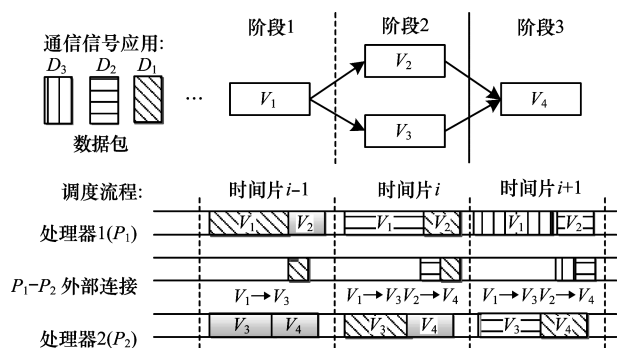 阶段1 阶段2 阶段3
通信信号应用:
D3 D2 D1
V2
... V1 V4
V3
数据包
调度流程: 时间片i-1 时间片i 时间片i+1
处理器1(P1) V1 V2 V1 V2 V1 V2
P1-P2 外部连接
V1→V3 V1→V3 V2→V4 V1→V3 V2→V4
处理器2(P2) V3 V4 V3 V4 V3 V4